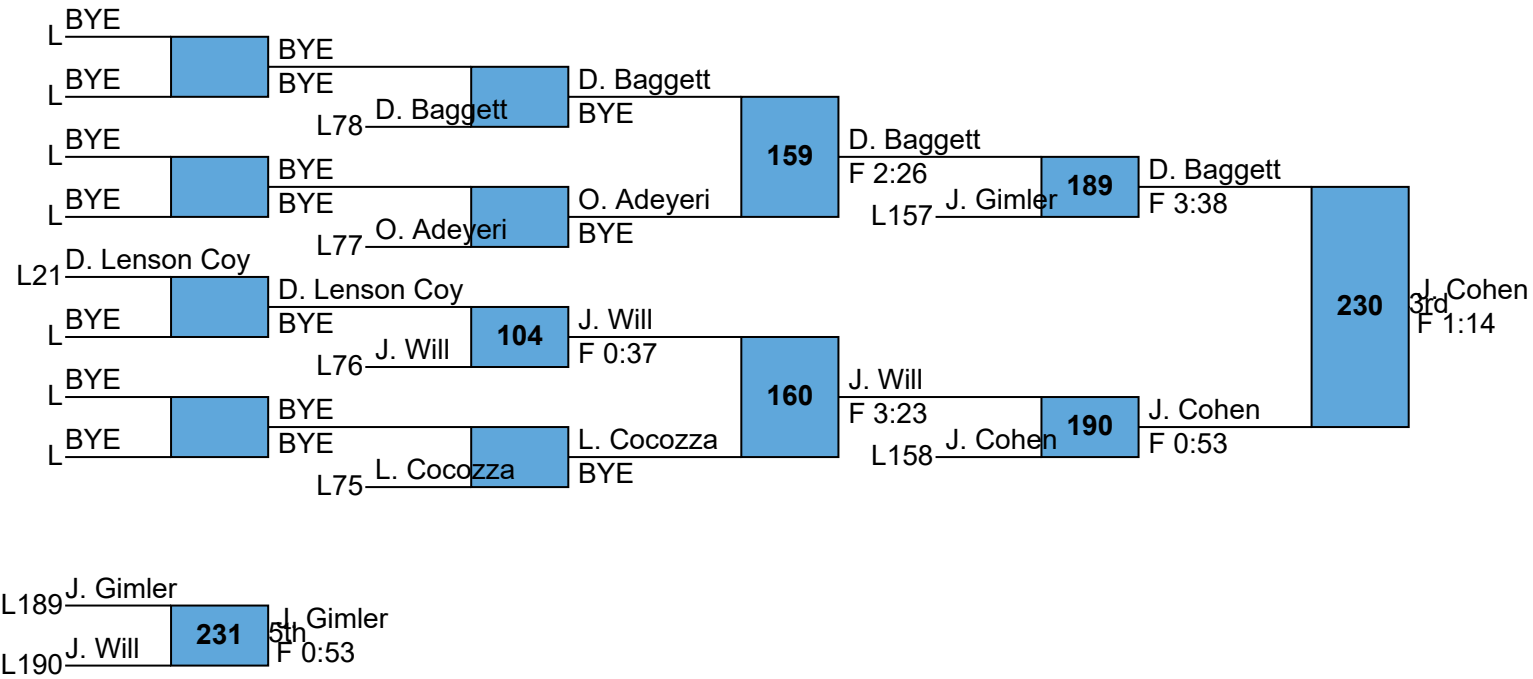 BYE
L
BYE
BYE
L BYE
D. Baggett
L78 D. Baggett
BYE
BYE
L
BYE
BYE
L BYE
159
D. Baggett
F 2:26
O. Adeyeri
L77 O. Adeyeri
BYE
L157 J. Gimler
189
D. Baggett
F 3:38
L21 D. Lenson Coy
D. Lenson Coy
BYE
L BYE
104
J. Will
F 0:37
L76 J. Will
230
3rd
J. Cohen
F 1:14
BYE
L
BYE
BYE
L BYE
160
J. Will
F 3:23
L. Cocozza
L75 L. Cocozza
BYE
L158 J. Cohen
190
J. Cohen
F 0:53
L189 J. Gimler
231
5th
J. Gimler
F 0:53
L190 J. Will